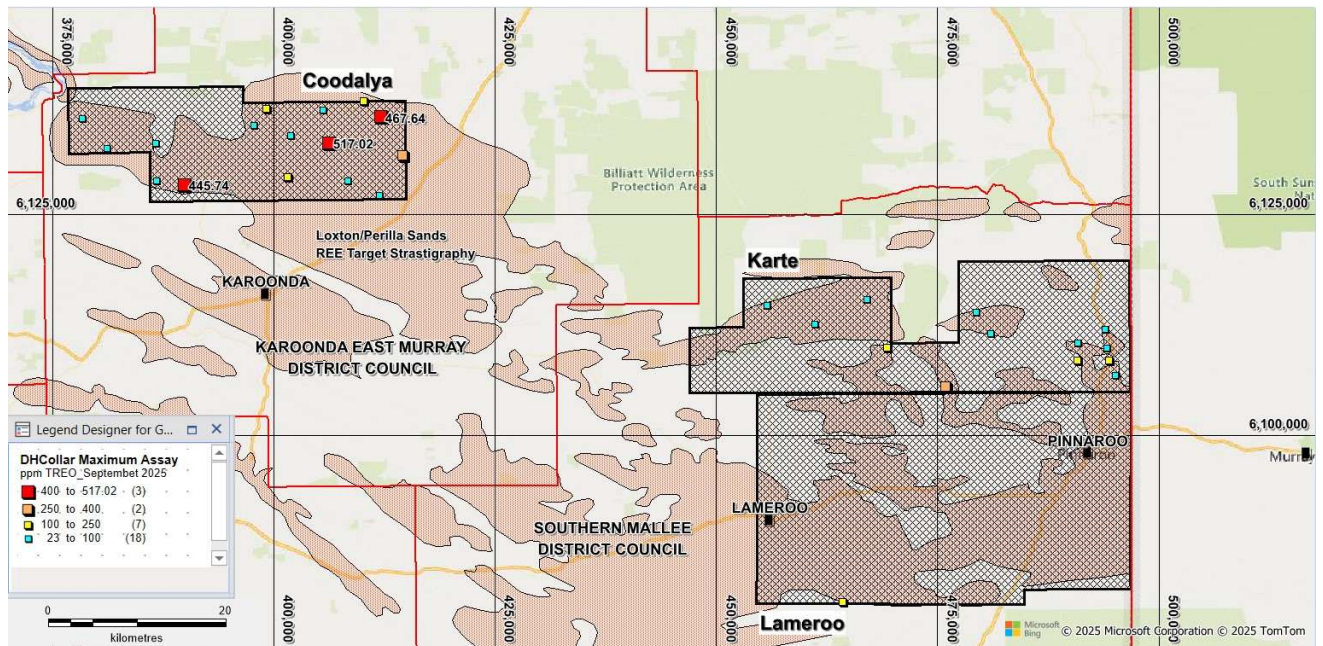 375,000
400,000
425,000
450,000
475,000
500,000
Coodalya
467.64
517.02
445.74
Billiatt Wilderness
Protection Area
South Sun
Nat
6,125,000
6,125,000
Loxton/Perilla Sands
REE Target Strastigraphy
Karte
KAROONDA
KAROONDA EAST MURRAY
DISTRICT COUNCIL
6,100,000
PINNAROO
Pinnaroo
Murray
Legend Designer for G...
DHCollar Maximum Assay
ppm TREO_Septembet 2025
400 to 517.02 (3)
250 to 400 (2)
100 to 250 (7)
23 to 100 (18)
LAMEROO
SOUTHERN MALLEE
DISTRICT COUNCIL
0 20
kilometres
400,000
425,000
450,000
475,000
500,000
Lameroo
Microsoft
Bing
© 2025 Microsoft Corporation © 2025 TomTom